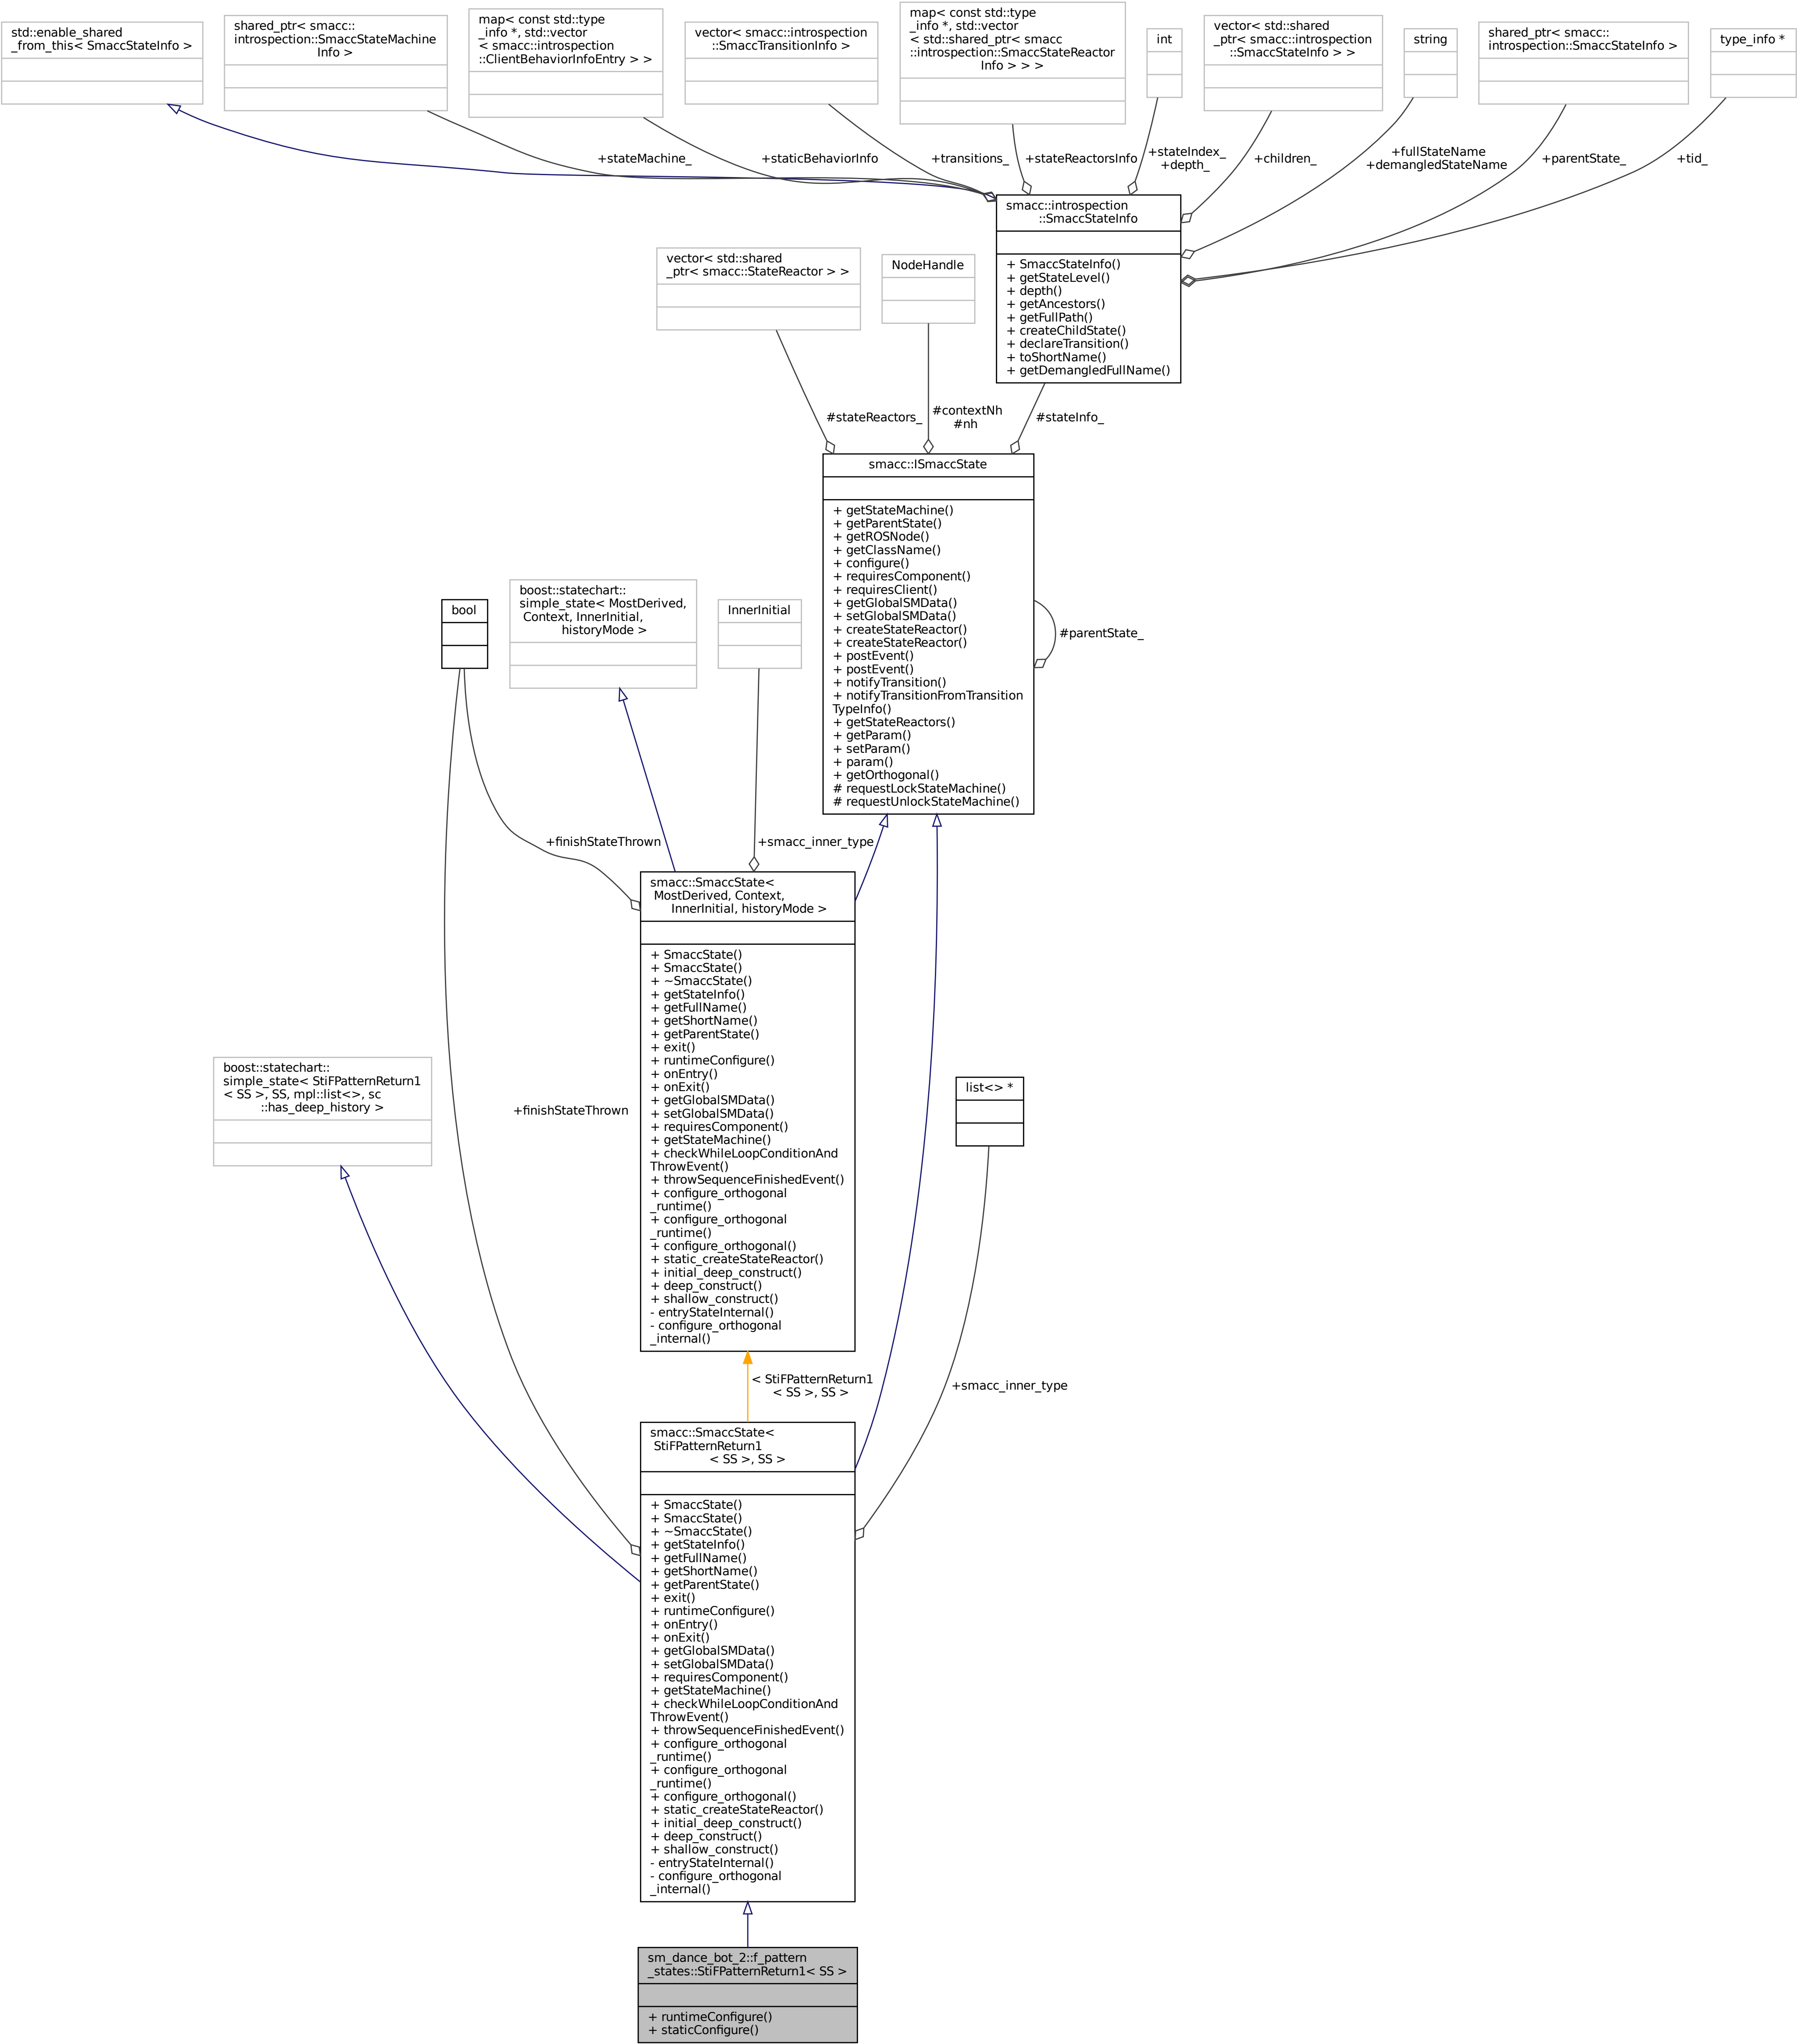 std::enable_shared
_from_this< SmaccStateInfo >
shared_ptr< smacc::
introspection::SmaccStateMachine
Info >
map< const std::type
_info *, std::vector
< smacc::introspection
::ClientBehaviorInfoEntry > >
vector< smacc::introspection
::SmaccTransitionInfo >
map< const std::type
_info *, std::vector
< std::shared_ptr< smacc
::introspection::SmaccStateReactor
Info > > >
int
vector< std::shared
_ptr< smacc::introspection
::SmaccStateInfo > >
string
shared_ptr< smacc::
introspection::SmaccStateInfo >
type_info *
+stateMachine_
+staticBehaviorInfo
+transitions_
+stateReactorsInfo
+stateIndex_
+depth_
+children_
+fullStateName
+demangledStateName
+parentState_
+tid_
smacc::introspection
::SmaccStateInfo
+ SmaccStateInfo()
+ getStateLevel()
+ depth()
+ getAncestors()
+ getFullPath()
+ createChildState()
+ declareTransition()
+ toShortName()
+ getDemangledFullName()
vector< std::shared
_ptr< smacc::StateReactor > >
NodeHandle
#stateReactors_
#contextNh
#nh
#stateInfo_
smacc::ISmaccState
+ getStateMachine()
+ getParentState()
+ getROSNode()
+ getClassName()
+ configure()
+ requiresComponent()
+ requiresClient()
+ getGlobalSMData()
+ setGlobalSMData()
+ createStateReactor()
+ createStateReactor()
+ postEvent()
+ postEvent()
+ notifyTransition()
+ notifyTransitionFromTransition
TypeInfo()
+ getStateReactors()
+ getParam()
+ setParam()
+ param()
+ getOrthogonal()
# requestLockStateMachine()
# requestUnlockStateMachine()
#parentState_
bool
boost::statechart::
simple_state< MostDerived,
Context, InnerInitial,
historyMode >
InnerInitial
+finishStateThrown
+smacc_inner_type
smacc::SmaccState<
MostDerived, Context,
InnerInitial, historyMode >
+ SmaccState()
+ SmaccState()
+ ~SmaccState()
+ getStateInfo()
+ getFullName()
+ getShortName()
+ getParentState()
+ exit()
+ runtimeConfigure()
+ onEntry()
+ onExit()
+ getGlobalSMData()
+ setGlobalSMData()
+ requiresComponent()
+ getStateMachine()
+ checkWhileLoopConditionAnd
ThrowEvent()
+ throwSequenceFinishedEvent()
+ configure_orthogonal
_runtime()
+ configure_orthogonal
_runtime()
+ configure_orthogonal()
+ static_createStateReactor()
+ initial_deep_construct()
+ deep_construct()
+ shallow_construct()
- entryStateInternal()
- configure_orthogonal
_internal()
boost::statechart::
simple_state< StiFPatternReturn1
< SS >, SS, mpl::list<>, sc
::has_deep_history >
+finishStateThrown
list<> *
< StiFPatternReturn1
< SS >, SS >
+smacc_inner_type
smacc::SmaccState<
StiFPatternReturn1
< SS >, SS >
+ SmaccState()
+ SmaccState()
+ ~SmaccState()
+ getStateInfo()
+ getFullName()
+ getShortName()
+ getParentState()
+ exit()
+ runtimeConfigure()
+ onEntry()
+ onExit()
+ getGlobalSMData()
+ setGlobalSMData()
+ requiresComponent()
+ getStateMachine()
+ checkWhileLoopConditionAnd
ThrowEvent()
+ throwSequenceFinishedEvent()
+ configure_orthogonal
_runtime()
+ configure_orthogonal
_runtime()
+ configure_orthogonal()
+ static_createStateReactor()
+ initial_deep_construct()
+ deep_construct()
+ shallow_construct()
- entryStateInternal()
- configure_orthogonal
_internal()
sm_dance_bot_2::f_pattern
_states::StiFPatternReturn1< SS >
+ runtimeConfigure()
+ staticConfigure()